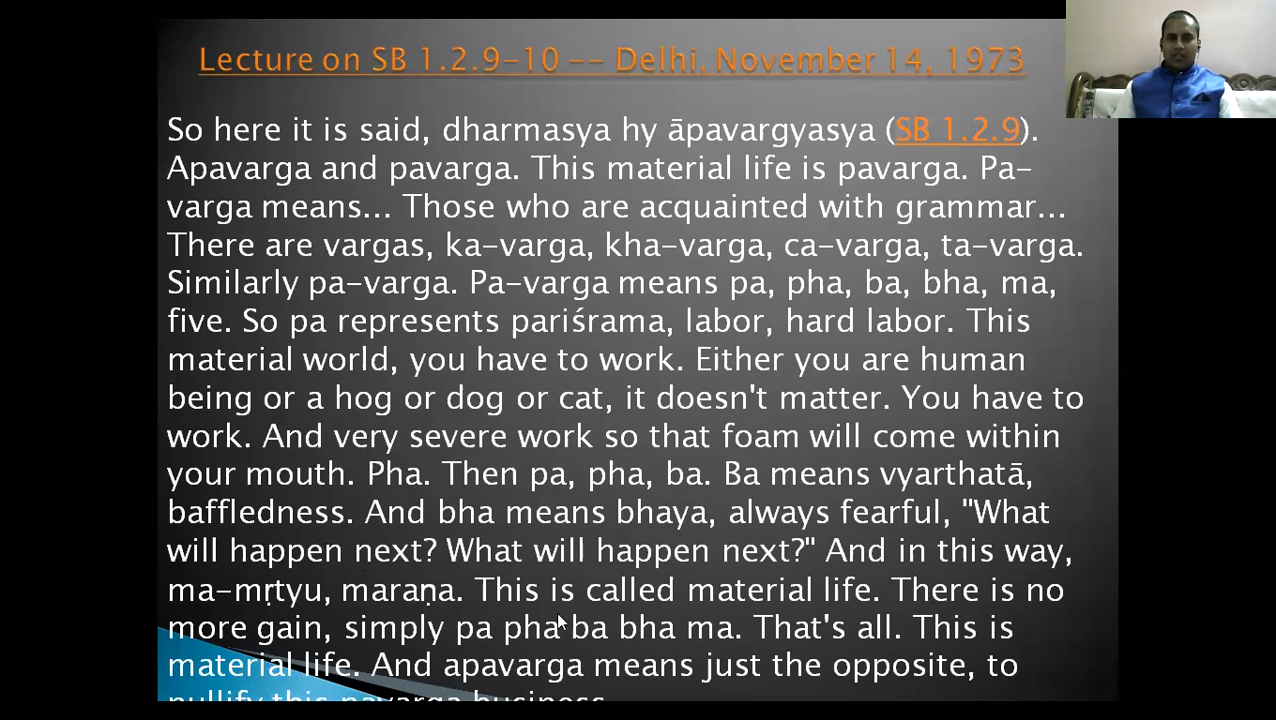 Lecture on SB 1.2.9-10 -- Delhi, November 14, 1973
So here it is said, dharmasya hy āpavargyasya (SB 1.2.9).
Apavarga and pavarga. This material life is pavarga. Pa-
varga means... Those who are acquainted with grammar...
There are vargas, ka-varga, kha-varga, ca-varga, ta-varga.
Similarly pa-varga. Pa-varga means pa, pha, ba, bha, ma,
five. So pa represents pariśrama, labor, hard labor. This
material world, you have to work. Either you are human
being or a hog or dog or cat, it doesn't matter. You have to
work. And very severe work so that foam will come within
your mouth. Pha. Then pa, pha, ba. Ba means vyarthatā,
baffledness. And bha means bhaya, always fearful, "What
will happen next? What will happen next?" And in this way,
ma-mṛtyu, maraṇa. This is called material life. There is no
more gain, simply pa pha ba bha ma. That's all. This is
material life. And apavarga means just the opposite, to
nullify this pavarga business.